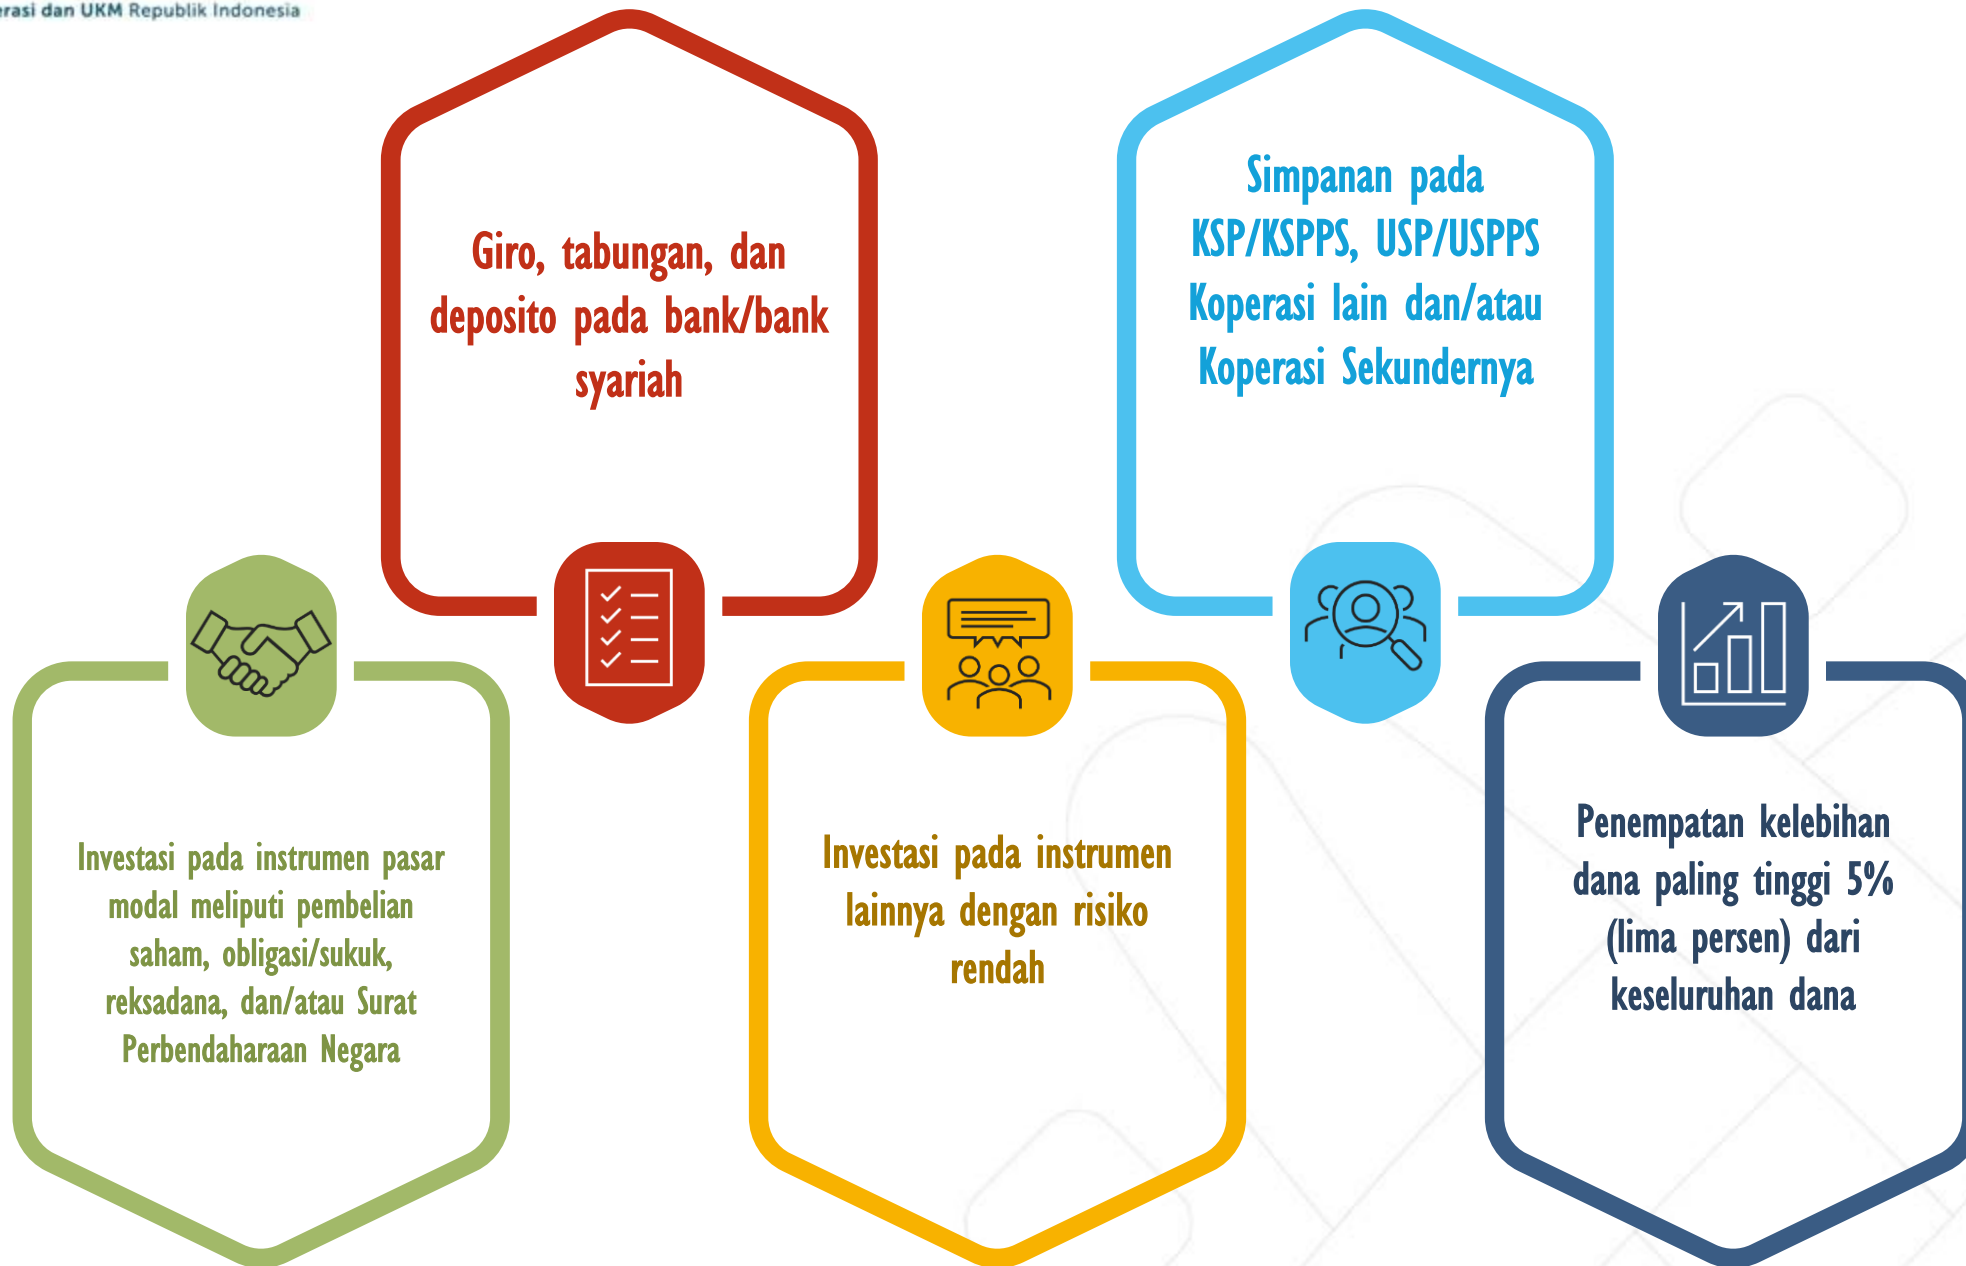 dan UKM Republik Indonesia
Giro, tabungan, dan
deposito pada bank/bank
syariah
Simpanan pada
KSP/KSPPS, USP/USPPS
Koperasi lain dan/atau
Koperasi Sekundernya
Investasi pada instrumen pasar
modal meliputi pembelian
saham, obligasi/sukuk,
reksadana, dan/atau Surat
Perbendaharaan Negara
Investasi pada instrumen
lainnya dengan risiko
rendah
Penempatan kelebihan
dana paling tinggi 5%
(lima persen) dari
keseluruhan dana